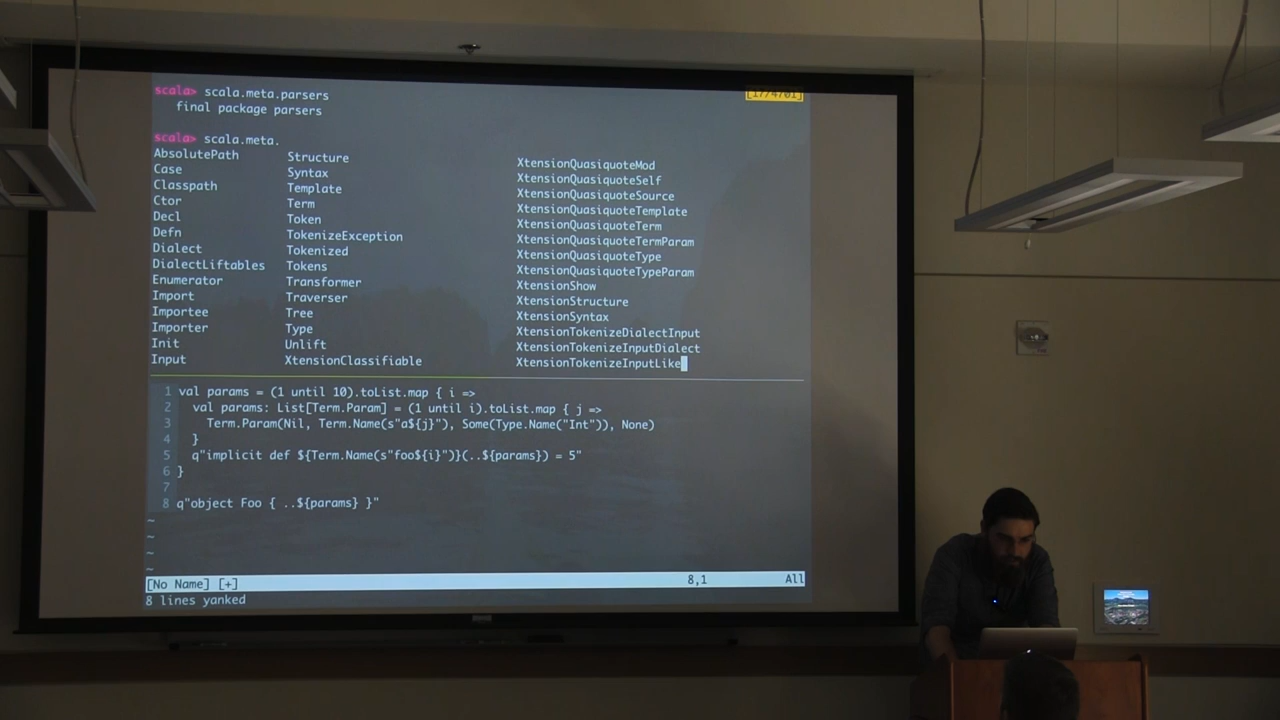 scala> scala.meta.parsers
final package parsers
[17/4701]
scala> scala.meta.
AbsolutePath Structure XtensionQuasiquoteMod
Case Syntax XtensionQuasiquoteSelf
Classpath Template XtensionQuasiquoteSource
Ctor Term XtensionQuasiquoteTemplate
Decl Token XtensionQuasiquoteTerm
Defn TokenizeException XtensionQuasiquoteTermParam
Dialect Tokenized XtensionQuasiquoteType
DialectLiftables Tokens XtensionQuasiquoteTypeParam
Enumerator Transformer XtensionShow
Import Traverser XtensionStructure
Importee Tree XtensionSyntax
Importer Type XtensionTokenizeDialectInput
Init Unlift XtensionTokenizeInputDialect
Input XtensionClassifiable XtensionTokenizeInputLike
1 val params = (1 until 10).toList.map { i =>
2 val params: List[Term.Param] = (1 until i).toList.map { j =>
3 Term.Param(Nil, Term.Name(s"a${j}"), Some(Type.Name("Int")), None)
4 }
5 q"implicit def ${Term.Name(s"foo${i}")}(..${params}) = 5"
6 }
7
8 q"object Foo { ..${params} }"
~
~
~
~
[No Name] [+] 8,1 All
8 lines yanked